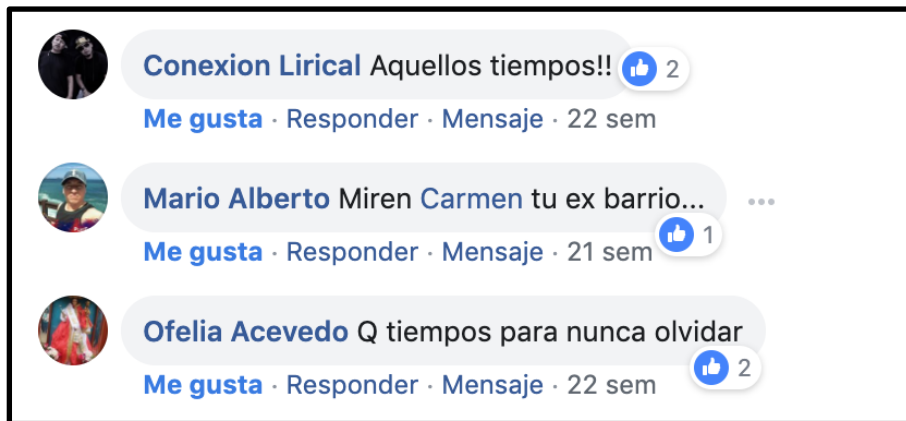 Conexion Lirical Aquellos tiempos!! 2
Me gusta · Responder · Mensaje · 22 sem
Mario Alberto Miren Carmen tu ex barrio...
1
Me gusta · Responder · Mensaje · 21 sem
Ofelia Acevedo Q tiempos para nunca olvidar
2
Me gusta · Responder · Mensaje · 22 sem